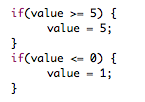 if(value >= 5) {
    value = 5;
}
if(value <= 0) {
    value = 1;
}